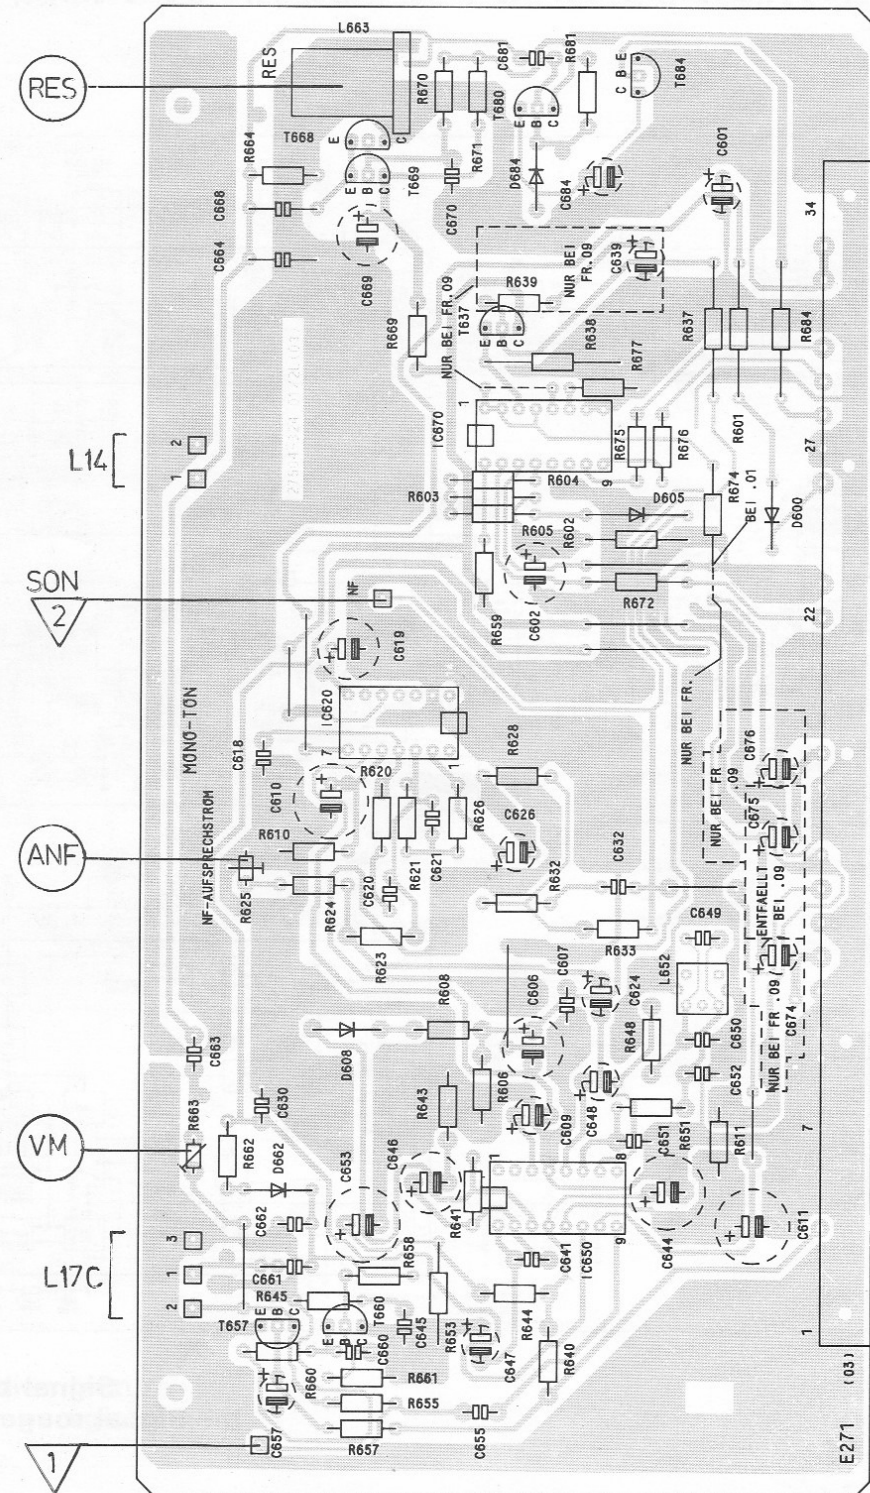 L663
RES
RES
R670
C681
R681
T684
C B E
T680
E B C
T668
E C
R664
R671
C601
C668
T669
E B C
C670
D684
C684
34
C664
C669
NUR BEI
FR.09
C639
R639
NUR BEI FR.09
T637
E B C
R638
R669
R637
R684
R677
R601
1
IC670
L14
2
1
R675
R676
27
R603
R604
9
D605
R674
BEI .01
D600
R605
R602
SON
2
NF
R659
C602
R672
22
C619
IC620
MONO-TON
NUR BEI FR.
C618
7
1
R628
C676
C610
R620
NUR BEI FR .09
C675
R610
R626
C626
C621
R621
C632
ANF
NF-AUFSPRECHSTROM
R625
R624
C620
R632
ENTFAELLT
BEI .09
C649
R623
R633
R608
C606
C607
C624
L652
C663
D608
R648
C650
NUR BEI FR .09
C674
R606
C652
R663
C630
R643
C609
C648
R651
R611
7
VM
R662
D662
C653
C646
1
8
C651
L17C
3
1
2
C662
R641
9
C644
C611
C661
R658
C641
IC650
R645
T657
E B C
T660
E B C
C645
R653
R644
1
C660
C647
R640
R660
R661
(03)
R655
C657
R657
C655
E271
1